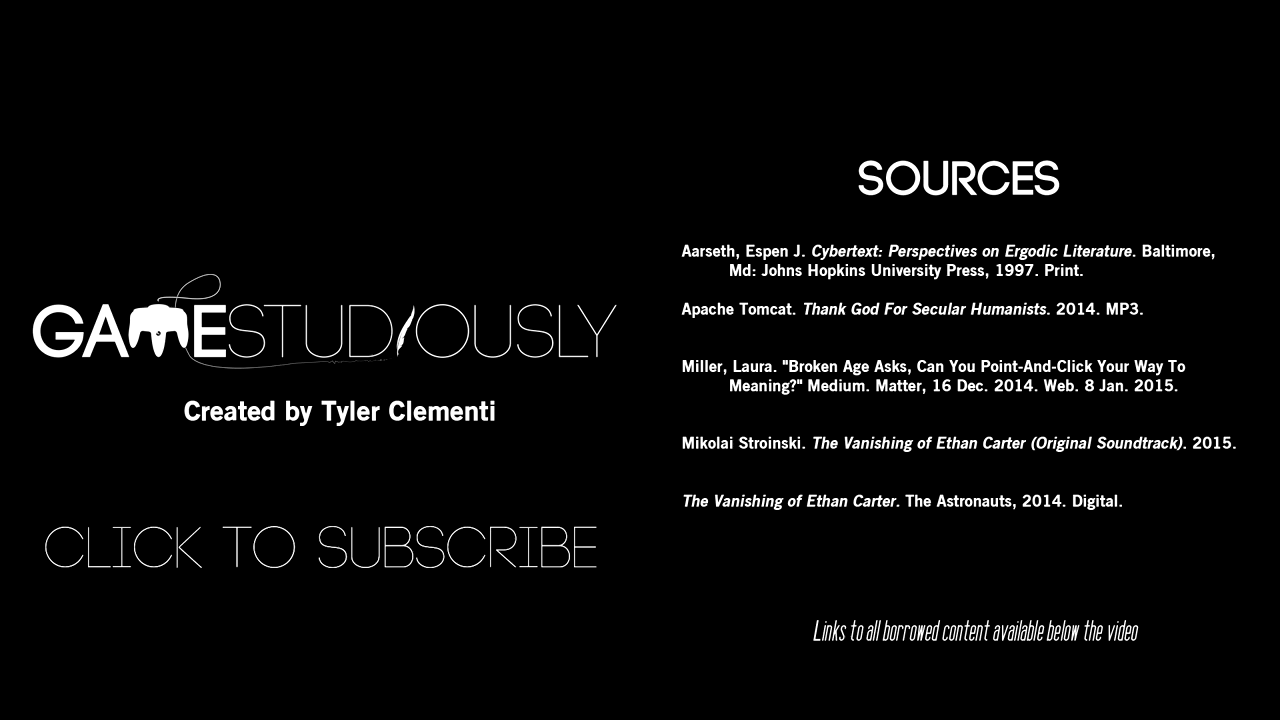 GAMESTUDIOUSLY
Created by Tyler Clementi
CLICK TO SUBSCRIBE
SOURCES
Aarseth, Espen J. Cybertext: Perspectives on Ergodic Literature. Baltimore,
Md: Johns Hopkins University Press, 1997. Print.
Apache Tomcat. Thank God For Secular Humanists. 2014. MP3.
Miller, Laura. "Broken Age Asks, Can You Point-And-Click Your Way To
Meaning?" Medium. Matter, 16 Dec. 2014. Web. 8 Jan. 2015.
Mikolai Stroinski. The Vanishing of Ethan Carter (Original Soundtrack). 2015.
The Vanishing of Ethan Carter. The Astronauts, 2014. Digital.
Links to all borrowed content available below the video